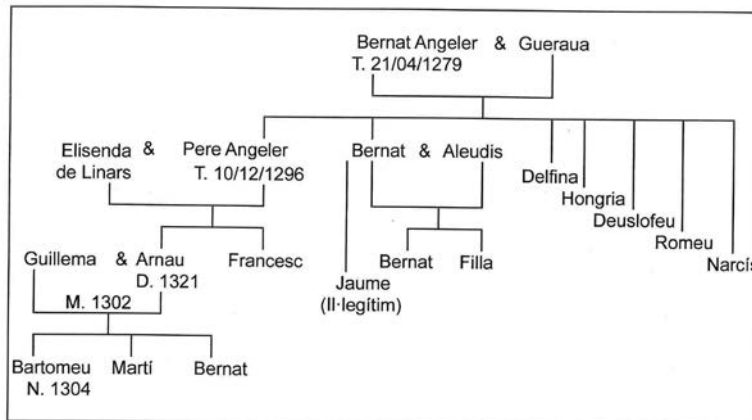 Bernat Angeler & Gueraua
T. 21/04/1279
Elisenda & Pere Angeler
de Linars T. 10/12/1296
Bernat & Aleudis
Delfina
Hongria
Deuslofeu
Romeu
Narcís
Guillema & Arnau
D. 1321
Francesc
Bernat Filla
Jaume
(Il·legítim)
M. 1302
Bartomeu Martí Bernat
N. 1304